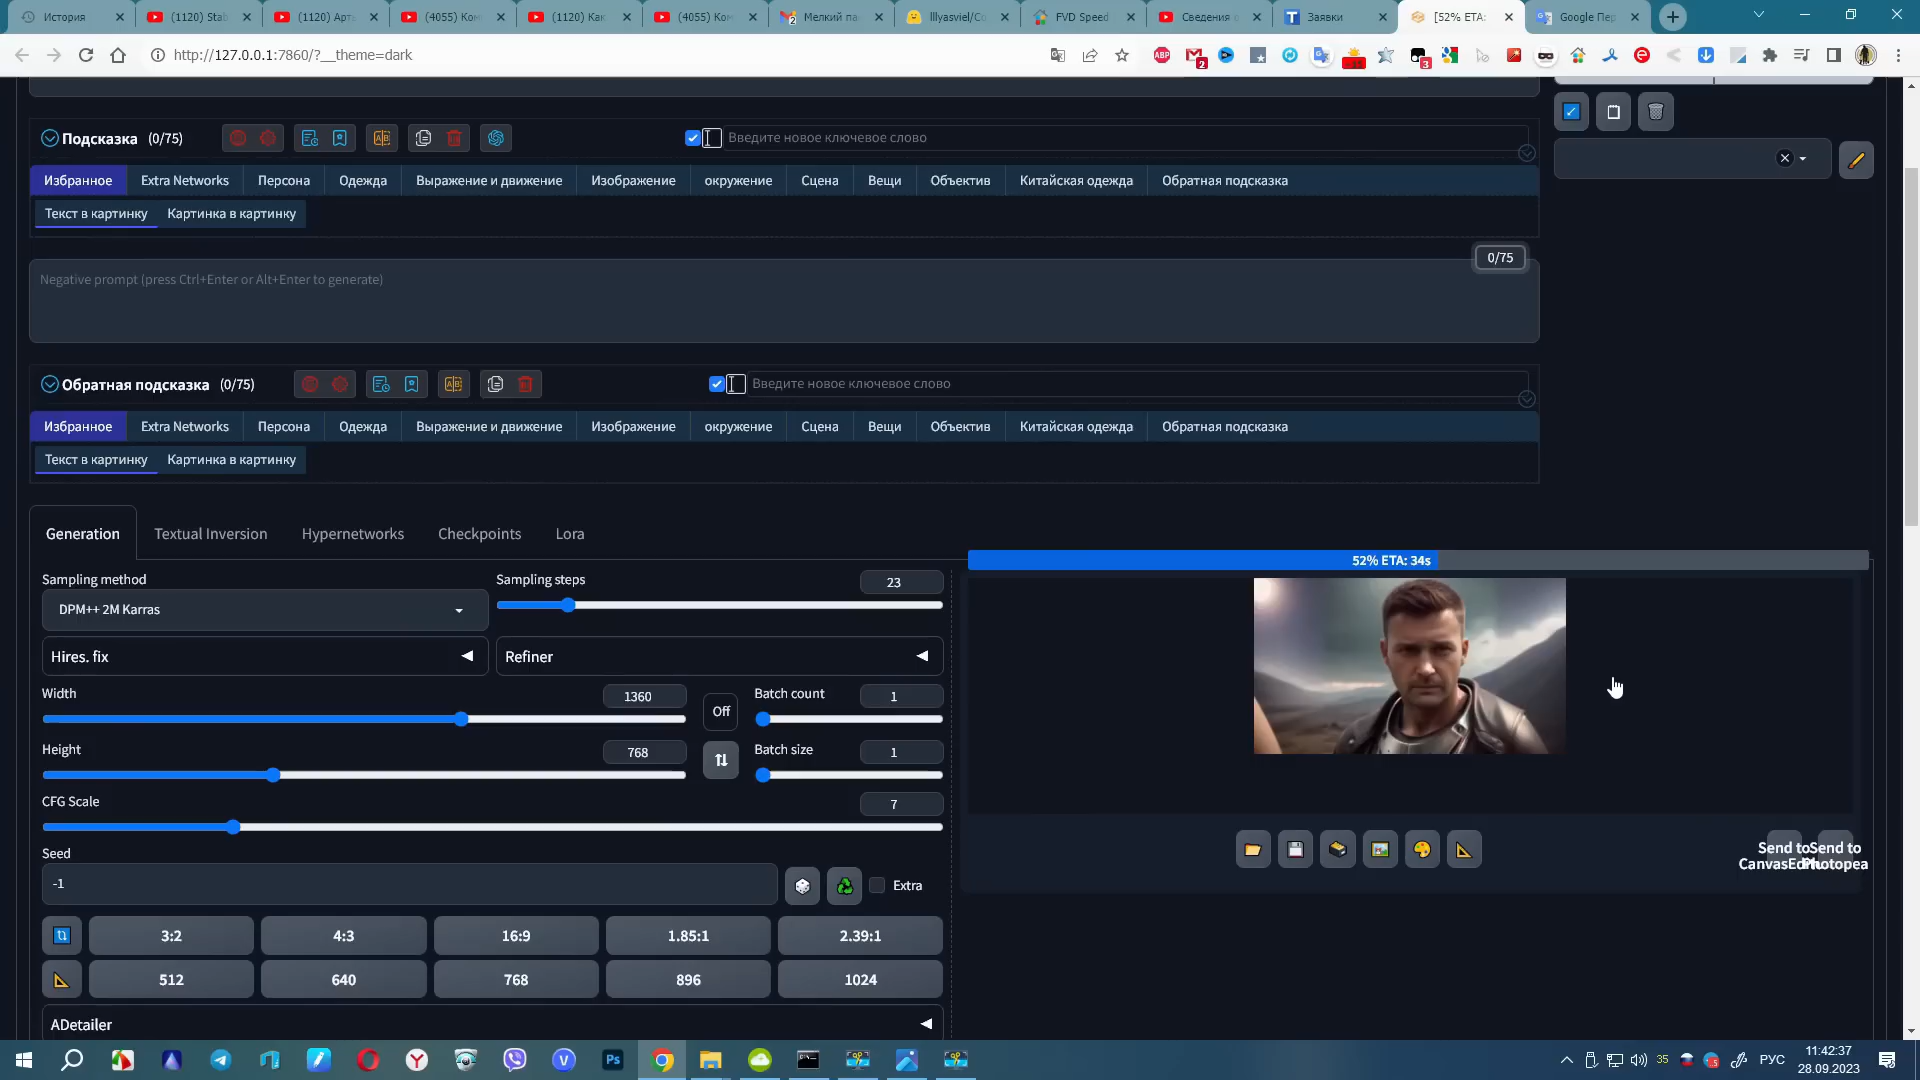 История
(1120) Stab
(1120) Арт
(4055) Ком
(1120) Как
(4055) Ком
Мелкий па
lllyasviel/Co
FVD Speed
Сведения о
Заявки
[52% ETA:
Google Пер
http://127.0.0.1:7860/?__theme=dark
Подсказка (0/75)
Введите новое ключевое слово
Избранное Extra Networks Персона Одежда Выражение и движение Изображение окружение Сцена Вещи Объектив Китайская одежда Обратная подсказка
Текст в картинку Картинка в картинку
0/75
Negative prompt (press Ctrl+Enter or Alt+Enter to generate)
Обратная подсказка (0/75)
Введите новое ключевое слово
Избранное Extra Networks Персона Одежда Выражение и движение Изображение окружение Сцена Вещи Объектив Китайская одежда Обратная подсказка
Текст в картинку Картинка в картинку
Generation Textual Inversion Hypernetworks Checkpoints Lora
52% ETA: 34s
Sampling method
Sampling steps
23
DPM++ 2M Karras
Hires. fix
Refiner
Width
1360
Off
Batch count
1
Height
768
Batch size
1
CFG Scale
7
Send to CanvasEdi
Send to Photopea
Seed
-1
Extra
3:2 4:3 16:9 1.85:1 2.39:1
512 640 768 896 1024
ADetailer
35
РУС
11:42:37
28.09.2023